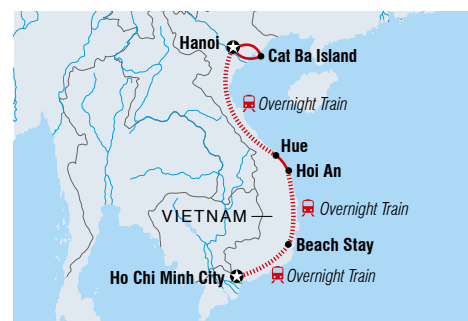 Hanoi
Cat Ba Island
Overnight Train
Hue
Hoi An
Overnight Train
VIETNAM
Beach Stay
Ho Chi Minh City
Overnight Train